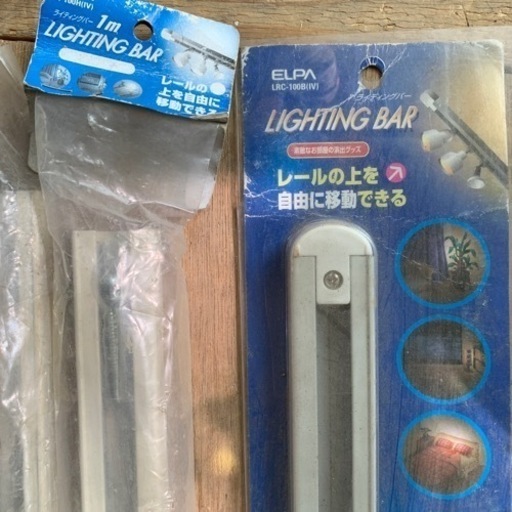 -100H(IV)
ライティングバー
1m
LIGHTING BAR
レールの
上を自由に
移動できる
ELPA
LRC-100B(IV)
ライティングバー
LIGHTING BAR
素敵なお部屋の演出グッズ
レールの上を
自由に移動できる